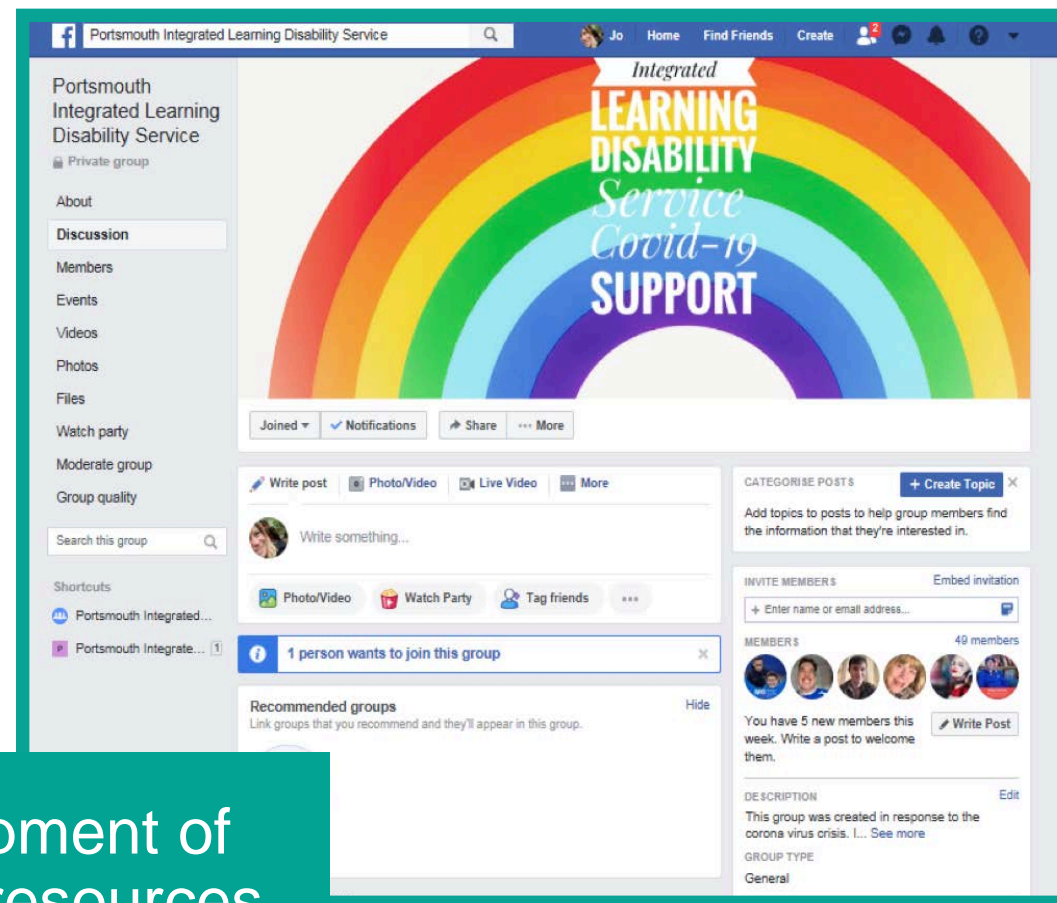 Portsmouth Integrated Learning Disability Service
Jo Home Find Friends Create 2
Portsmouth
Integrated Learning
Disability Service
Private group
About
Discussion
Members
Events
Videos
Photos
Files
Watch party
Moderate group
Group quality
Search this group
Shortcuts
Portsmouth Integrated...
P Portsmouth Integrate... 1
Integrated
LEARNING
DISABILITY
Service
Covid-19
SUPPORT
Joined Notifications Share More
Write post Photo/Video Live Video More
Write something...
Photo/Video Watch Party Tag friends
1 person wants to join this group
Recommended groups Hide
Link groups that you recommend and they'll appear in this group.
CATEGORISE POSTS + Create Topic
Add topics to posts to help group members find
the information that they're interested in.
INVITE MEMBERS Embed invitation
+ Enter name or email address...
MEMBERS 49 members
You have 5 new members this
week. Write a post to welcome
them.
Write Post
DESCRIPTION Edit
This group was created in response to the
corona virus crisis. I... See more
GROUP TYPE
General
oment of
resources